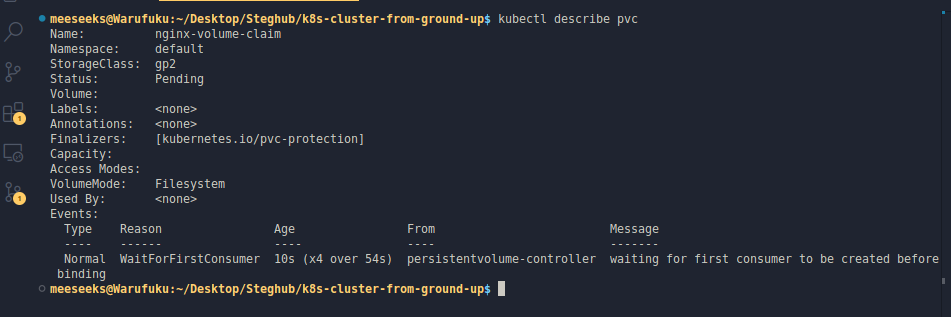 meeseeks@Warufuku:~/Desktop/Steghub/k8s-cluster-from-ground-up$ kubectl describe pvc
Name:          nginx-volume-claim
Namespace:     default
StorageClass:  gp2
Status:        Pending
Volume:
Labels:        <none>
Annotations:   <none>
Finalizers:    [kubernetes.io/pvc-protection]
Capacity:
Access Modes:
VolumeMode:    Filesystem
Used By:       <none>
Events:
  Type    Reason                Age                From                         Message
  ----    ------                ----               ----                         -------
  Normal  WaitForFirstConsumer  10s (x4 over 54s)  persistentvolume-controller  waiting for first consumer to be created before
 binding
meeseeks@Warufuku:~/Desktop/Steghub/k8s-cluster-from-ground-up$
1
1